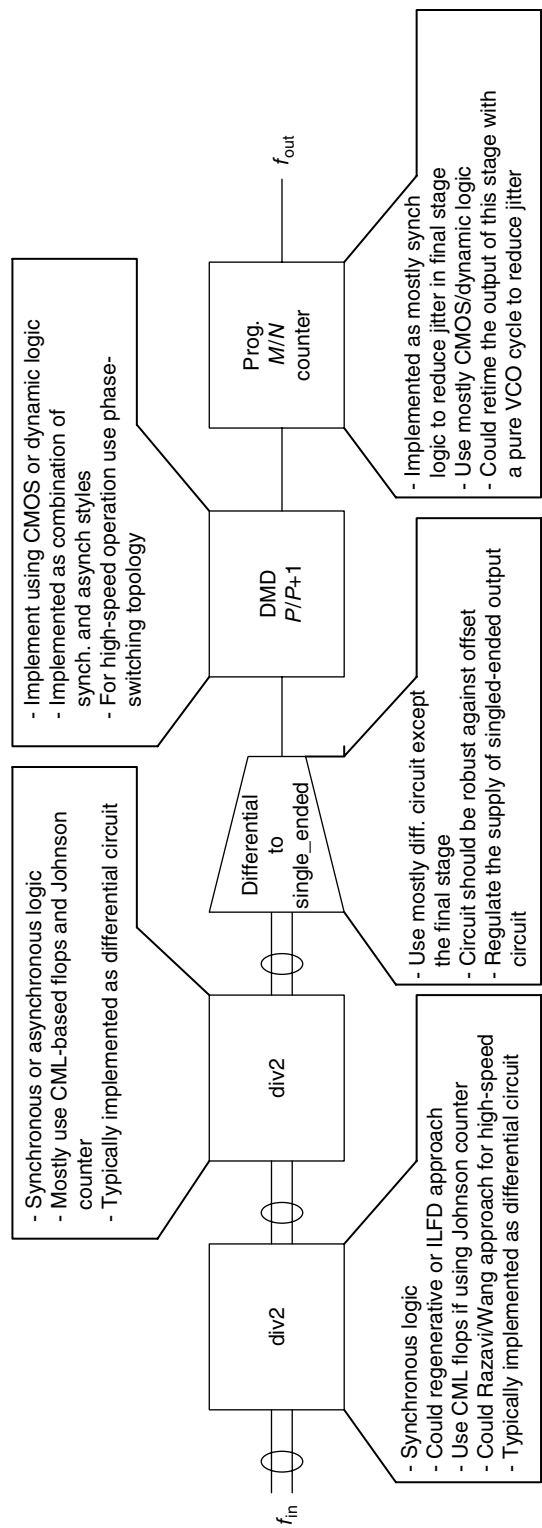 - Synchronous or asynchronous logic
- Mostly use CML-based flops and Johnson
counter
- Typically implemented as differential circuit
- Implement using CMOS or dynamic logic
- Implemented as combination of
synch. and asynch styles
- For high-speed operation use phase-
switching topology
f_in
div2
div2
Differential
to
single_ended
DMD
P/P+1
Prog.
M/N
counter
f_out
- Synchronous logic
- Could regenerative or ILFD approach
- Use CML flops if using Johnson counter
- Could Razavi/Wang approach for high-speed
- Typically implemented as differential circuit
- Use mostly diff. circuit except
the final stage
- Circuit should be robust against offset
- Regulate the supply of singled-ended output
circuit
- Implemented as mostly synch
logic to reduce jitter in final stage
- Use mostly CMOS/dynamic logic
- Could retime the output of this stage with
a pure VCO cycle to reduce jitter